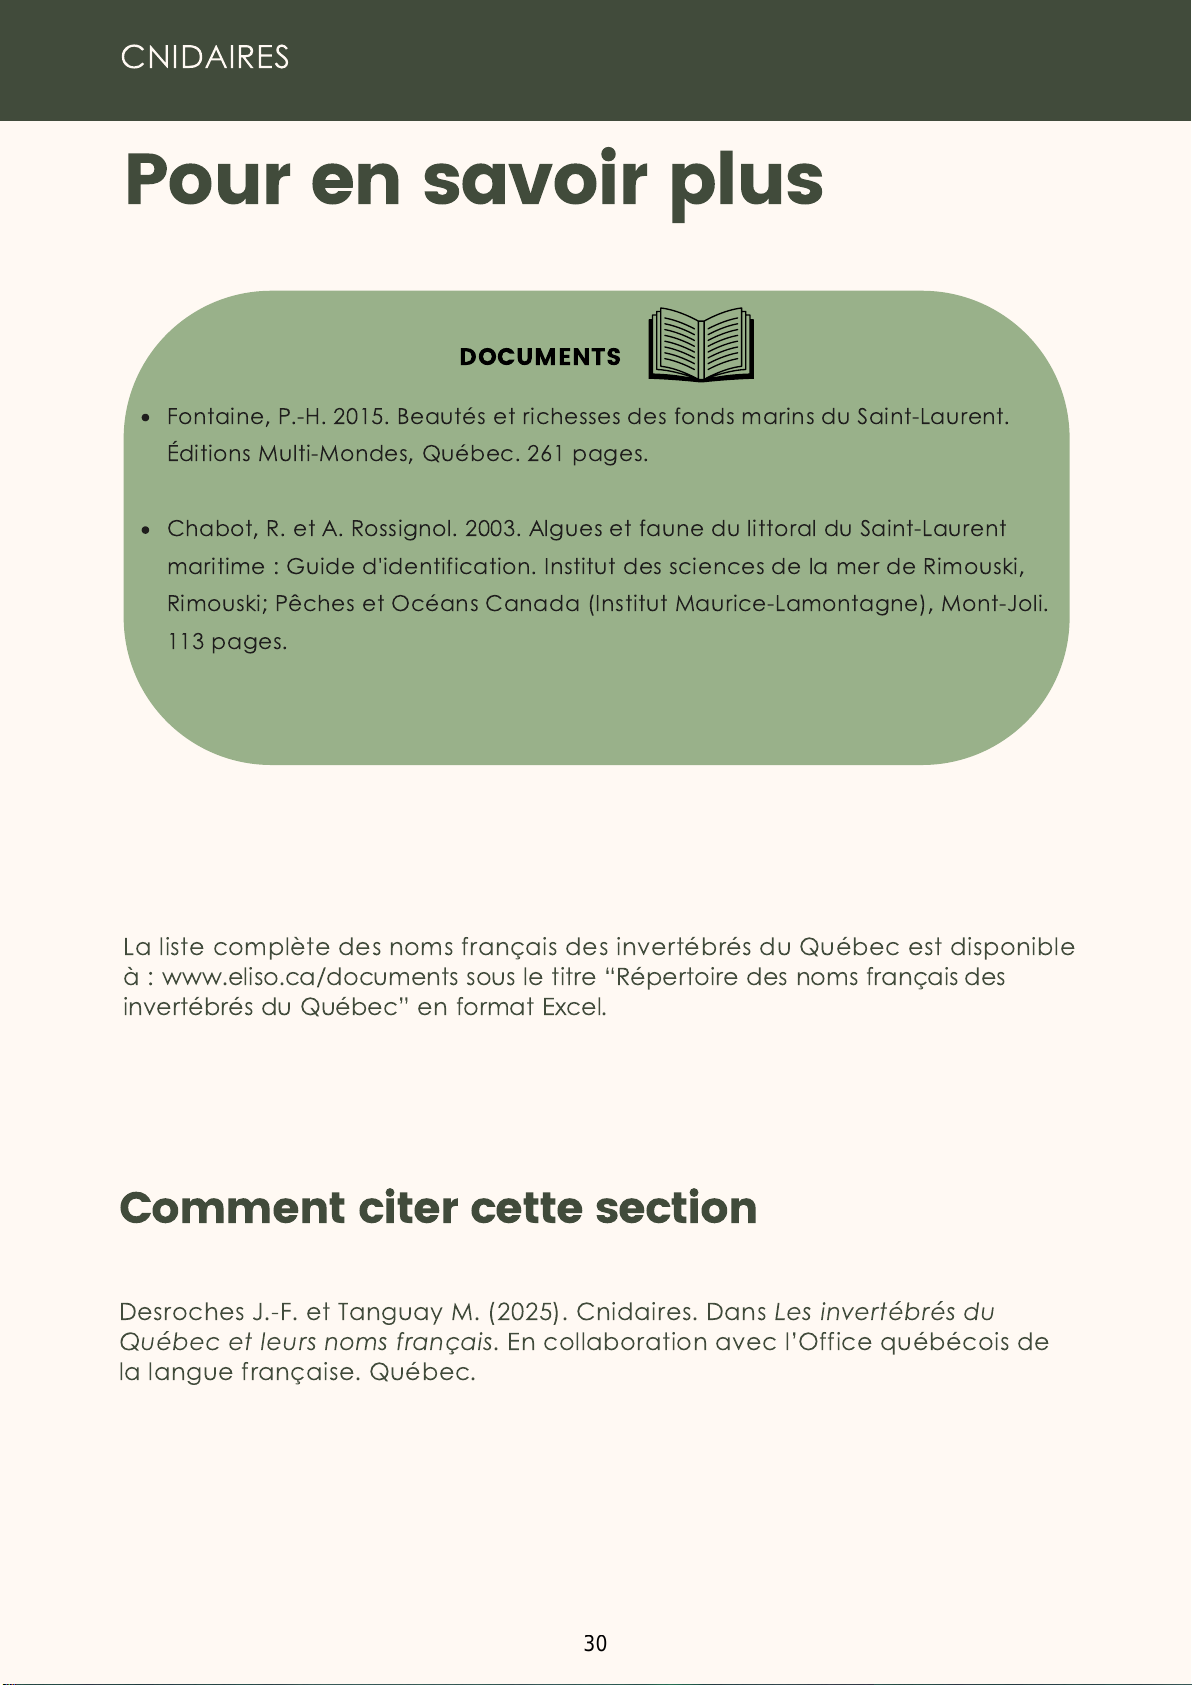 CNIDAIRES
Pour en savoir plus
DOCUMENTS
• Fontaine, P.-H. 2015. Beautés et richesses des fonds marins du Saint-Laurent.
Éditions Multi-Mondes, Québec. 261 pages.
• Chabot, R. et A. Rossignol. 2003. Algues et faune du littoral du Saint-Laurent
maritime : Guide d'identification. Institut des sciences de la mer de Rimouski,
Rimouski; Pêches et Océans Canada (Institut Maurice-Lamontagne), Mont-Joli.
113 pages.
La liste complète des noms français des invertébrés du Québec est disponible
à : www.eliso.ca/documents sous le titre “Répertoire des noms français des
invertébrés du Québec” en format Excel.
Comment citer cette section
Desroches J.-F. et Tanguay M. (2025). Cnidaires. Dans Les invertébrés du
Québec et leurs noms français. En collaboration avec l’Office québécois de
la langue française. Québec.
30